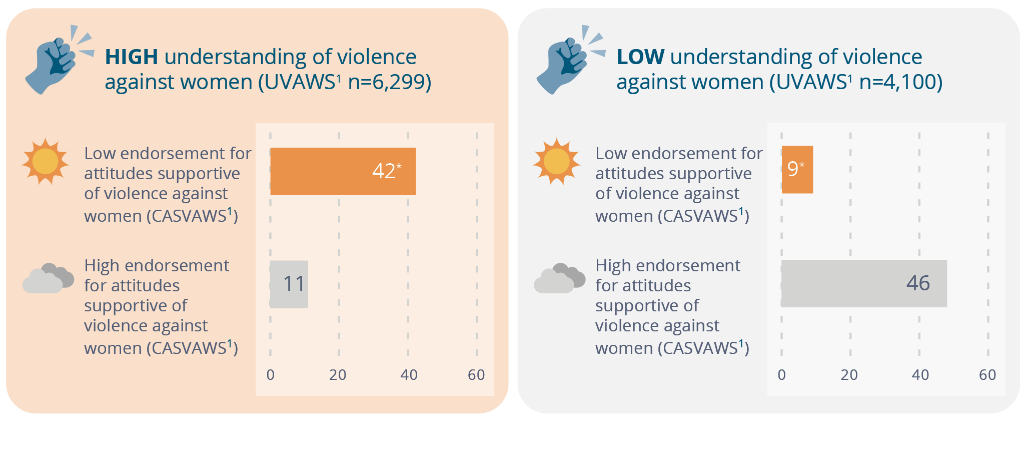 HIGH understanding of violence
against women (UVAWS¹ n=6,299)
Low endorsement for
attitudes supportive
of violence against
women (CASVAWS¹)
42*
High endorsement
for attitudes
supportive of
violence against
women (CASVAWS¹)
11
0 20 40 60
LOW understanding of violence
against women (UVAWS¹ n=4,100)
Low endorsement for
attitudes supportive
of violence against
women (CASVAWS¹)
9*
High endorsement
for attitudes
supportive of
violence against
women (CASVAWS¹)
46
0 20 40 60